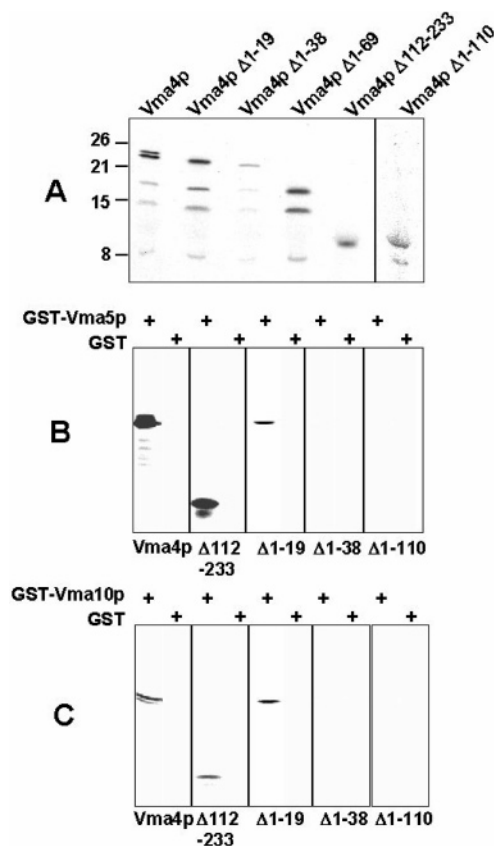 Vma4p Vma4p Δ1-19 Vma4p Δ1-38 Vma4p Δ1-69 Vma4p Δ112-233 Vma4p Δ1-110
26
21
A
15
8
GST-Vma5p + + + + +
GST + + + + +
B
Vma4p Δ112 Δ1-19 Δ1-38 Δ1-110
-233
GST-Vma10p + + + + +
GST + + + + +
C
Vma4p Δ112 Δ1-19 Δ1-38 Δ1-110
-233